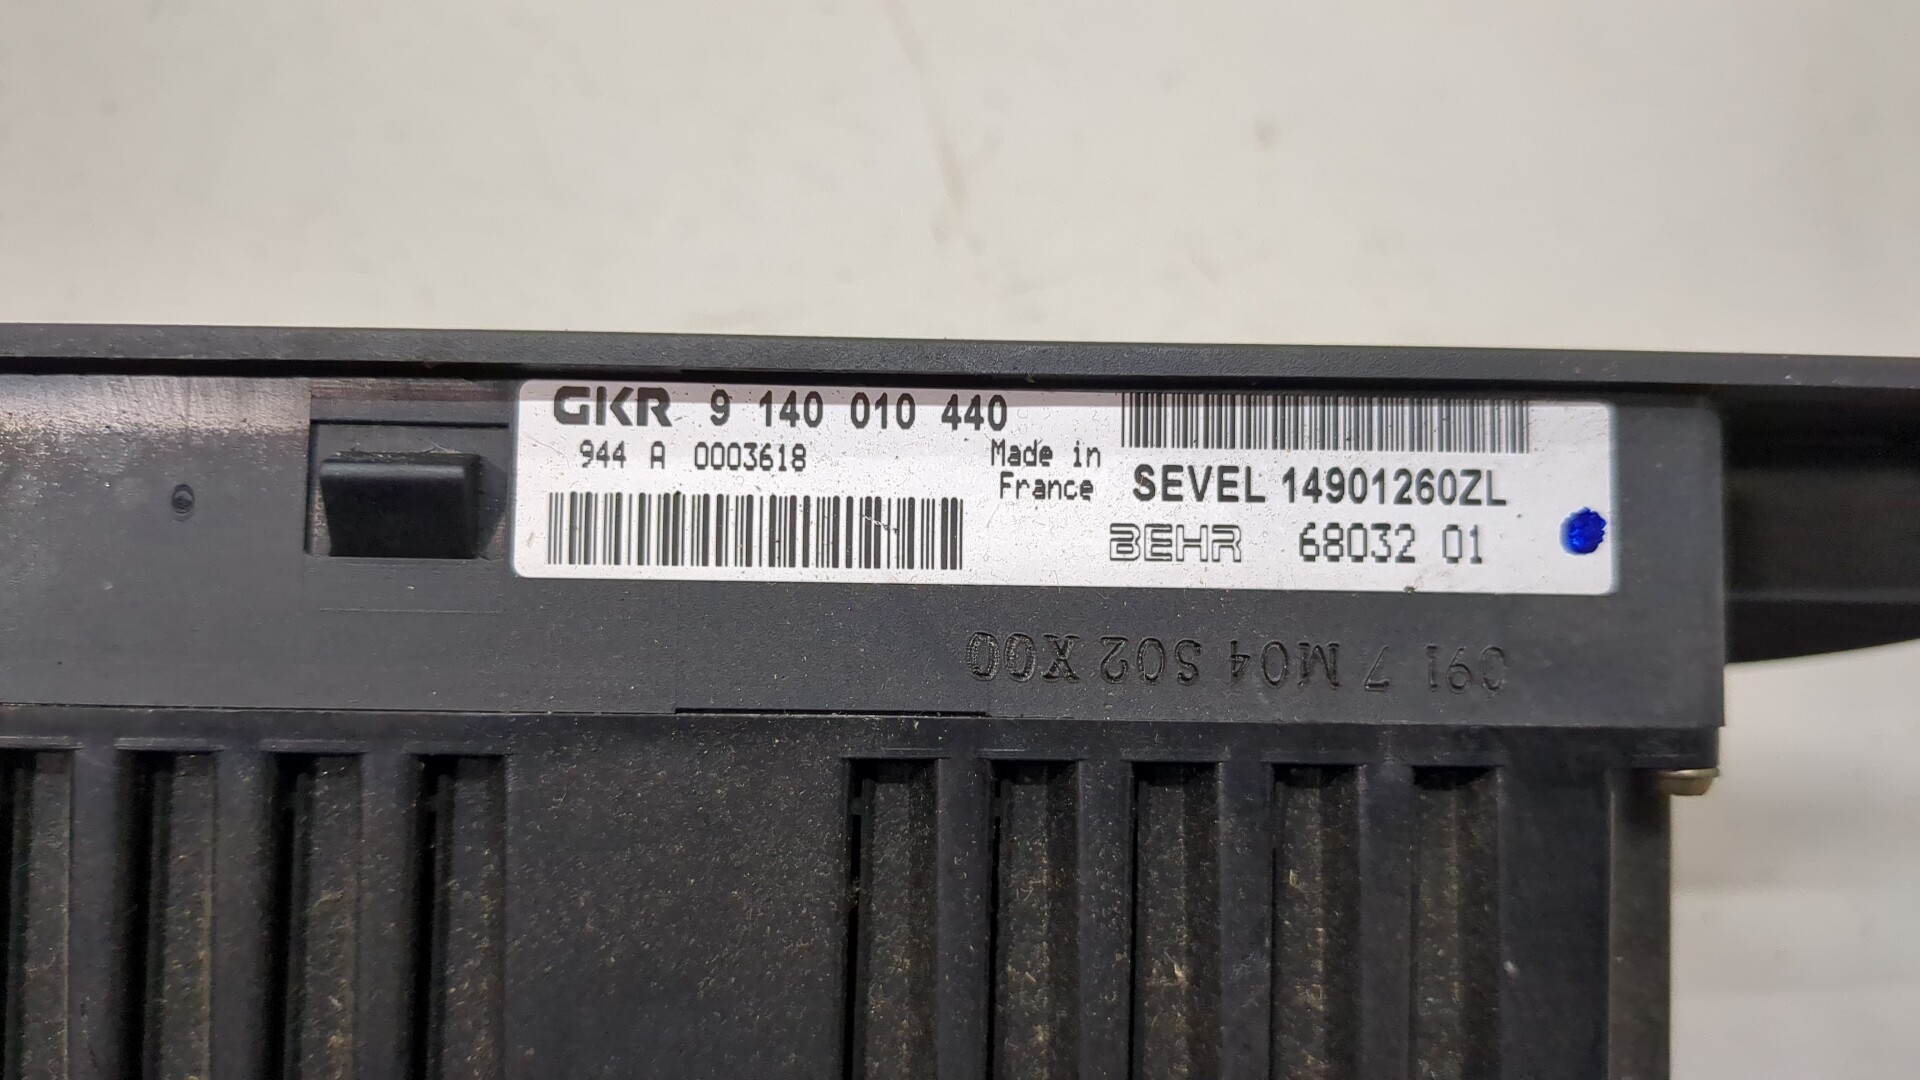 GKR 9 140 010 440
944 A 0003618
Made in
France
SEVEL 14901260ZL
BEHR 68032 01
091 7 M04 S02 X00